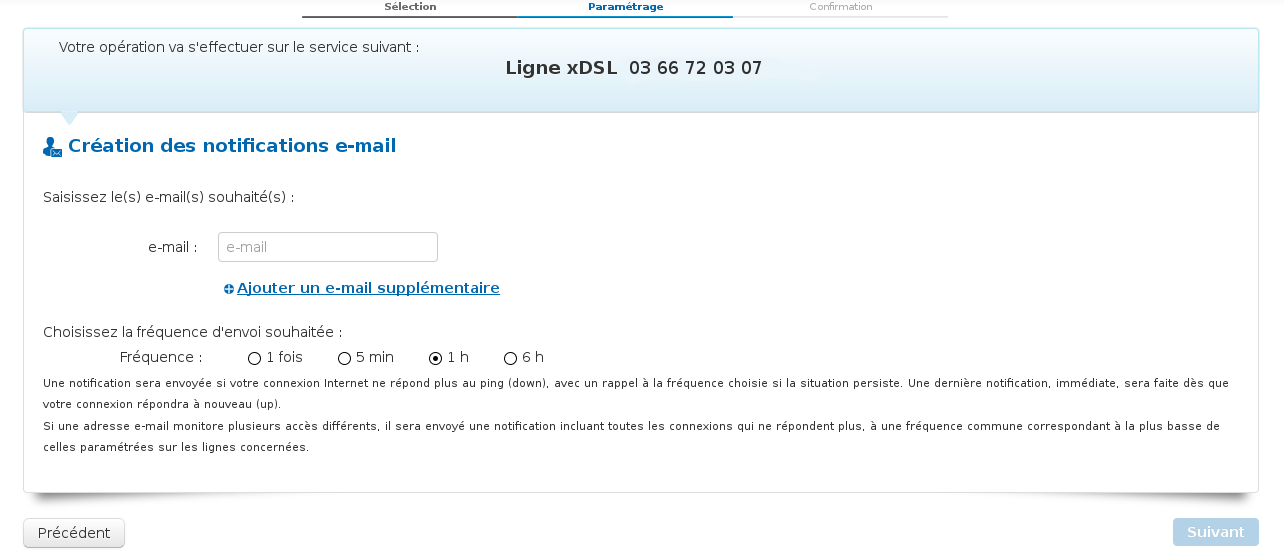 Sélection Paramétrage Confirmation
Votre opération va s'effectuer sur le service suivant :
Ligne xDSL 03 66 72 03 07
Création des notifications e-mail
Saisissez le(s) e-mail(s) souhaité(s) :
e-mail : e-mail
Ajouter un e-mail supplémentaire
Choisissez la fréquence d'envoi souhaitée :
Fréquence : 1 fois 5 min 1 h 6 h
Une notification sera envoyée si votre connexion Internet ne répond plus au ping (down), avec un rappel à la fréquence choisie si la situation persiste. Une dernière notification, immédiate, sera faite dès que
votre connexion répondra à nouveau (up).
Si une adresse e-mail monitore plusieurs accès différents, il sera envoyé une notification incluant toutes les connexions qui ne répondent plus, à une fréquence commune correspondant à la plus basse de
celles paramétrées sur les lignes concernées.
Précédent Suivant